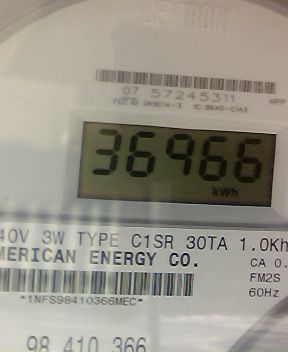 CENTRON
07 57245311
36966
kWh
40V 3W TYPE C1SR 30TA 1.0Kh
MERICAN ENERGY CO.
CA 0.
FM2S
60Hz
*1NFS98410366MEC*
98 410 366